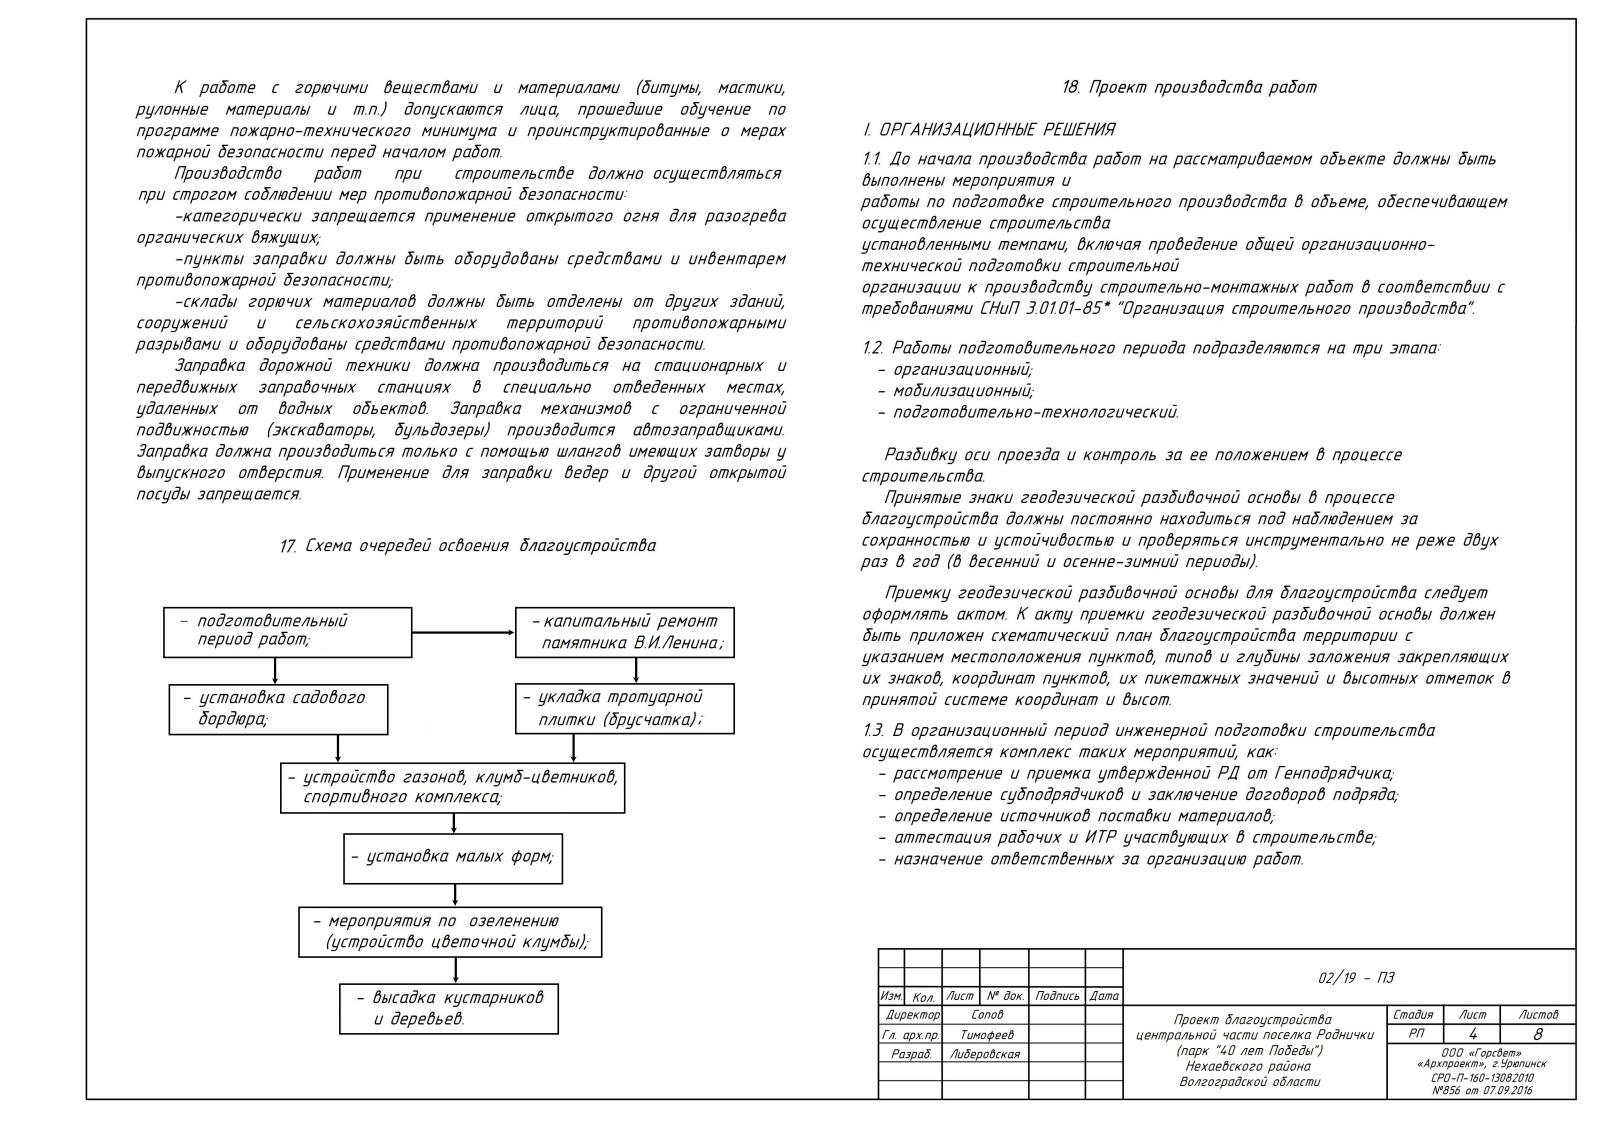 К работе с горючими веществами и материалами (битумы, мастики,
рулонные материалы и т.п.) допускаются лица, прошедшие обучение по
программе пожарно-технического минимума и проинструктированные о мерах
пожарной безопасности перед началом работ.
Производство работ при строительстве должно осуществляться
при строгом соблюдении мер противопожарной безопасности:
-категорически запрещается применение открытого огня для разогрева
органических вяжущих;
-пункты заправки должны быть оборудованы средствами и инвентарем
противопожарной безопасности;
-склады горючих материалов должны быть отделены от других зданий,
сооружений и сельскохозяйственных территорий противопожарными
разрывами и оборудованы средствами противопожарной безопасности.
Заправка дорожной техники должна производиться на стационарных и
передвижных заправочных станциях в специально отведенных местах,
удаленных от водных объектов. Заправка механизмов с ограниченной
подвижностью (экскаваторы, бульдозеры) производится автозаправщиками.
Заправка должна производиться только с помощью шлангов имеющих затворы у
выпускного отверстия. Применение для заправки ведер и другой открытой
посуды запрещается.
17. Схема очередей освоения благоустройства
- подготовительный
период работ;
- капитальный ремонт
памятника В.И.Ленина;
- установка садового
бордюра;
- укладка тротуарной
плитки (брусчатка);
- устройство газонов, клумб-цветников,
спортивного комплекса;
- установка малых форм;
- мероприятия по озеленению
(устройство цветочной клумбы);
- высадка кустарников
и деревьев.
18. Проект производства работ
I. ОРГАНИЗАЦИОННЫЕ РЕШЕНИЯ
1.1. До начала производства работ на рассматриваемом объекте должны быть
выполнены мероприятия и
работы по подготовке строительного производства в объеме, обеспечивающем
осуществление строительства
установленными темпами, включая проведение общей организационно-
технической подготовки строительной
организации к производству строительно-монтажных работ в соответствии с
требованиями СНиП 3.01.01-85* "Организация строительного производства".
1.2. Работы подготовительного периода подразделяются на три этапа:
- организационный;
- мобилизационный;
- подготовительно-технологический.
Разбивку оси проезда и контроль за ее положением в процессе
строительства.
Принятые знаки геодезической разбивочной основы в процессе
благоустройства должны постоянно находиться под наблюдением за
сохранностью и устойчивостью и проверяться инструментально не реже двух
раз в год (в весенний и осенне-зимний периоды).
Приемку геодезической разбивочной основы для благоустройства следует
оформлять актом. К акту приемки геодезической разбивочной основы должен
быть приложен схематический план благоустройства территории с
указанием местоположения пунктов, типов и глубины заложения закрепляющих
их знаков, координат пунктов, их пикетажных значений и высотных отметок в
принятой системе координат и высот.
1.3. В организационный период инженерной подготовки строительства
осуществляется комплекс таких мероприятий, как:
- рассмотрение и приемка утвержденной РД от Генподрядчика;
- определение субподрядчиков и заключение договоров подряда;
- определение источников поставки материалов;
- аттестация рабочих и ИТР участвующих в строительстве;
- назначение ответственных за организацию работ.
02/19 - ПЗ
Изм. Кол. Лист № док. Подпись Дата
Директор Сопов
Гл. арх.пр. Тимофеев
Разраб. Либеровская
Проект благоустройства
центральной части поселка Роднички
(парк "40 лет Победы")
Нехаевского района
Волгоградской области
Стадия Лист Листов
РП 4 8
ООО «Горсвет»
«Архпроект», г.Урюпинск
СРО-П-160-13082010
№856 от 07.09.2016